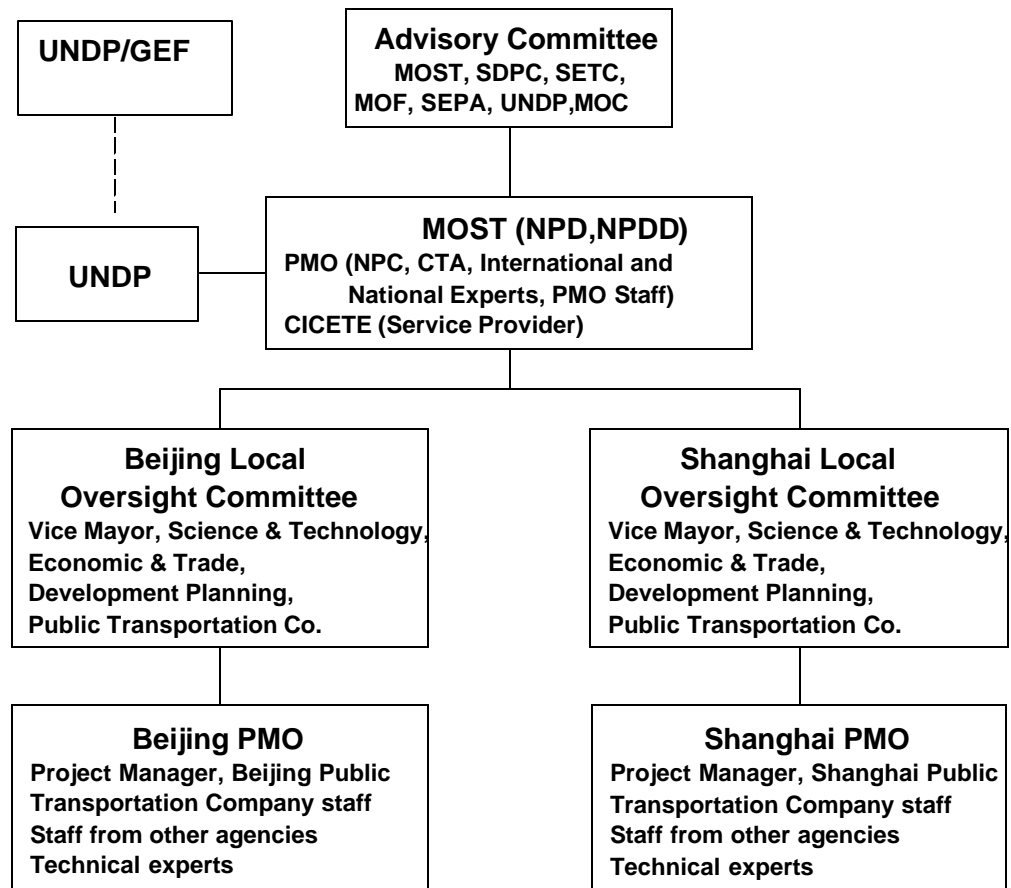 UNDP/GEF
Advisory Committee
MOST, SDPC, SETC,
MOF, SEPA, UNDP,MOC
UNDP
MOST (NPD,NPDD)
PMO (NPC, CTA, International and
National Experts, PMO Staff)
CICETE (Service Provider)
Beijing Local
Oversight Committee
Vice Mayor, Science & Technology,
Economic & Trade,
Development Planning,
Public Transportation Co.
Shanghai Local
Oversight Committee
Vice Mayor, Science & Technology,
Economic & Trade,
Development Planning,
Public Transportation Co.
Beijing PMO
Project Manager, Beijing Public
Transportation Company staff
Staff from other agencies
Technical experts
Shanghai PMO
Project Manager, Shanghai Public
Transportation Company staff
Staff from other agencies
Technical experts